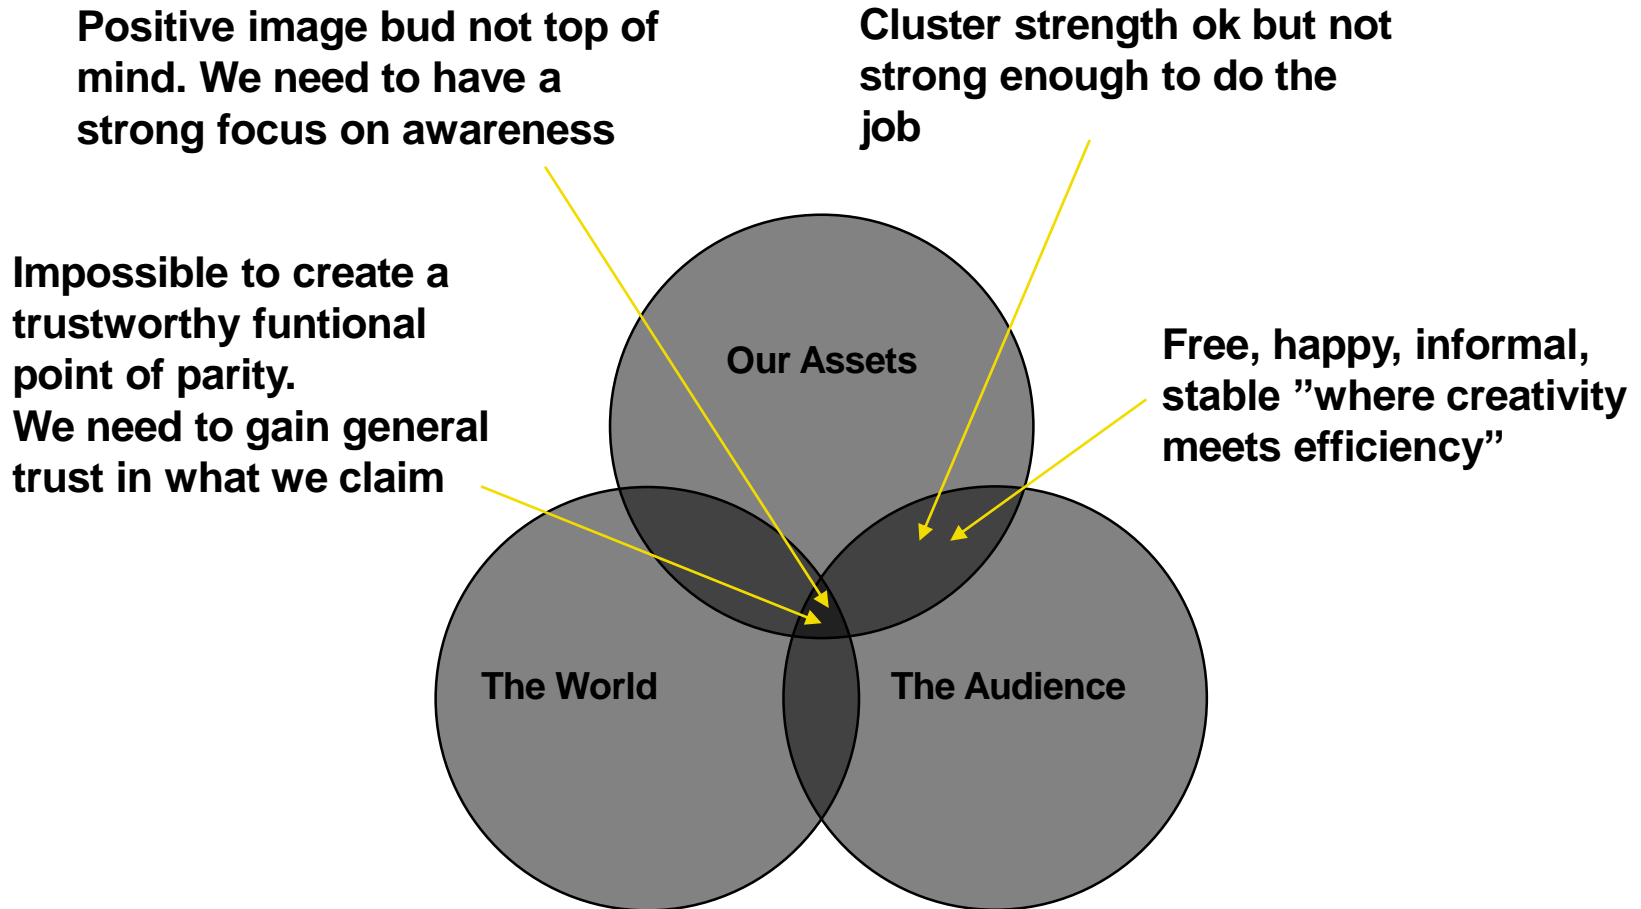 Positive image bud not top of
mind. We need to have a
strong focus on awareness
Cluster strength ok but not
strong enough to do the
job
Impossible to create a
trustworthy funtional
point of parity.
We need to gain general
trust in what we claim
Our Assets
Free, happy, informal,
stable ”where creativity
meets efficiency”
The World
The Audience